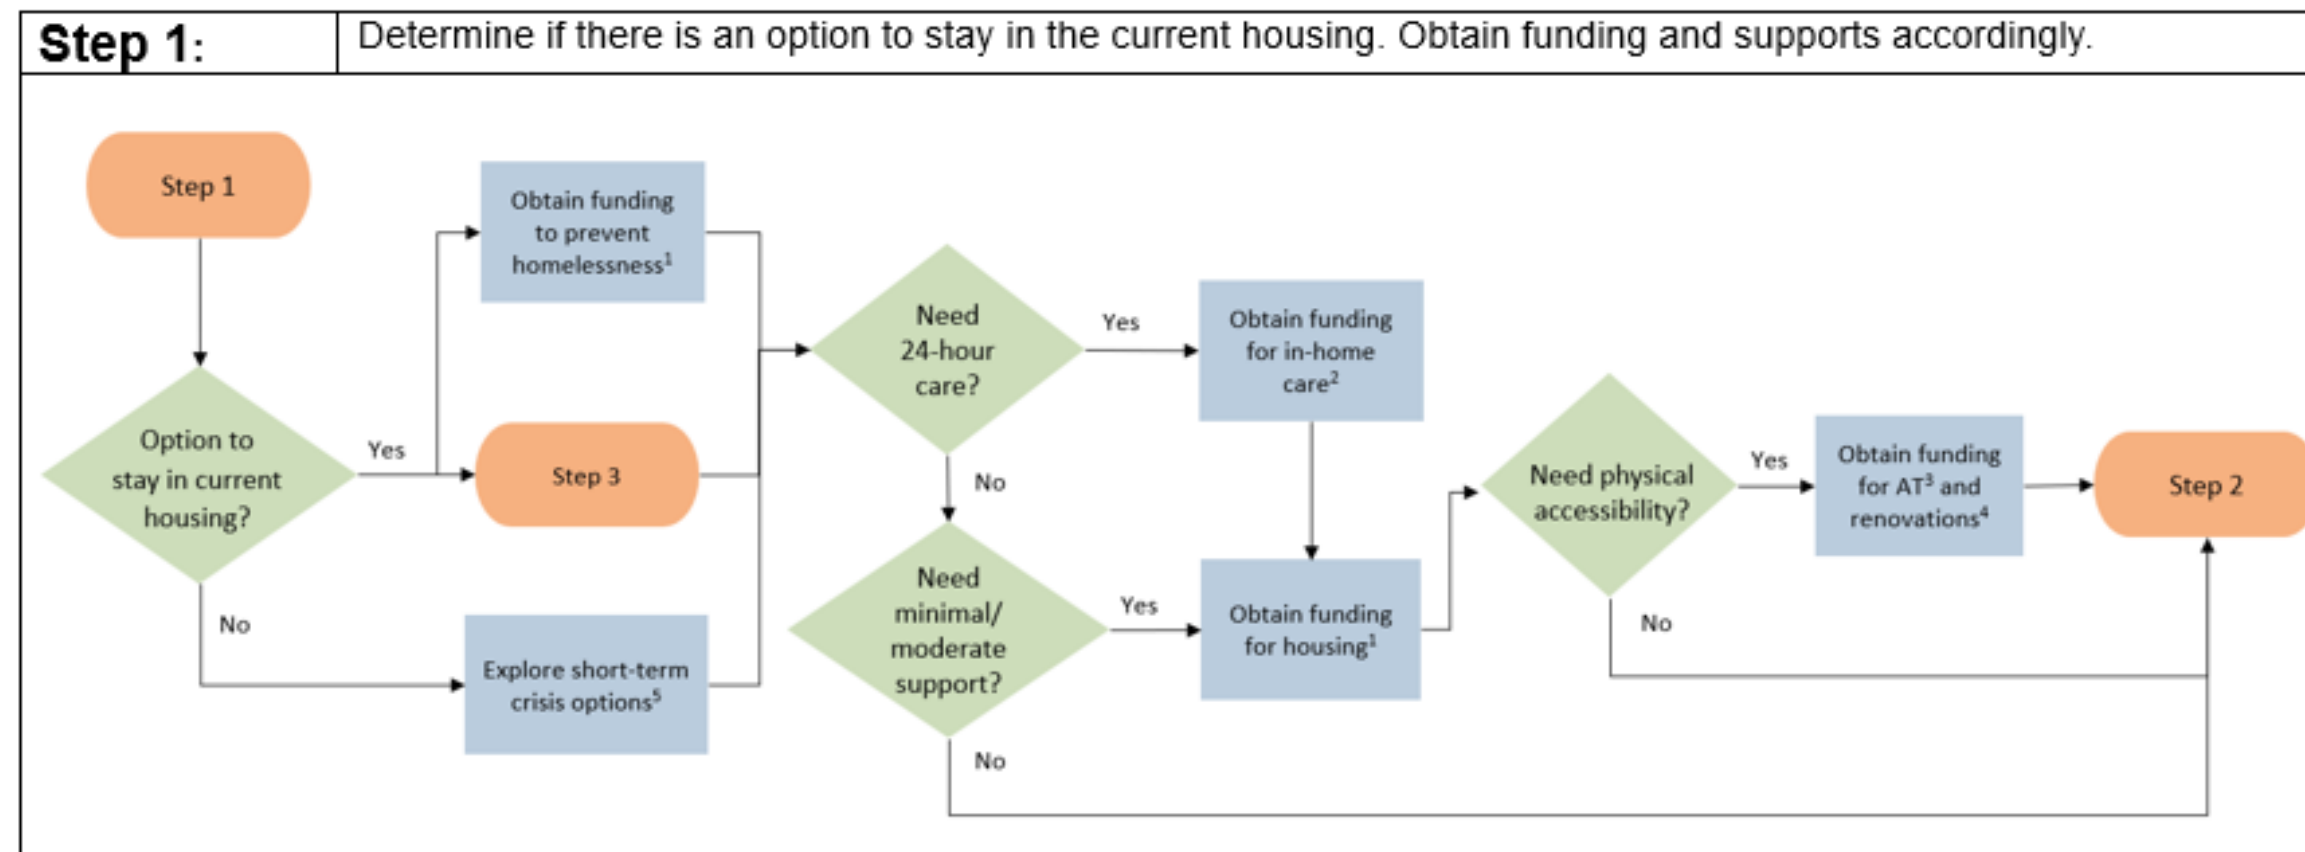 Step 1:
Determine if there is an option to stay in the current housing. Obtain funding and supports accordingly.
Step 1
Option to
stay in current
housing?
Yes
No
Obtain funding
to prevent
homelessness¹
Step 3
Explore short-term
crisis options⁵
Need
24-hour
care?
Yes
No
Need
minimal/
moderate
support?
Yes
No
Obtain funding
for in-home
care²
Obtain funding
for housing¹
Need physical
accessibility?
Yes
No
Obtain funding
for AT³ and
renovations⁴
Step 2